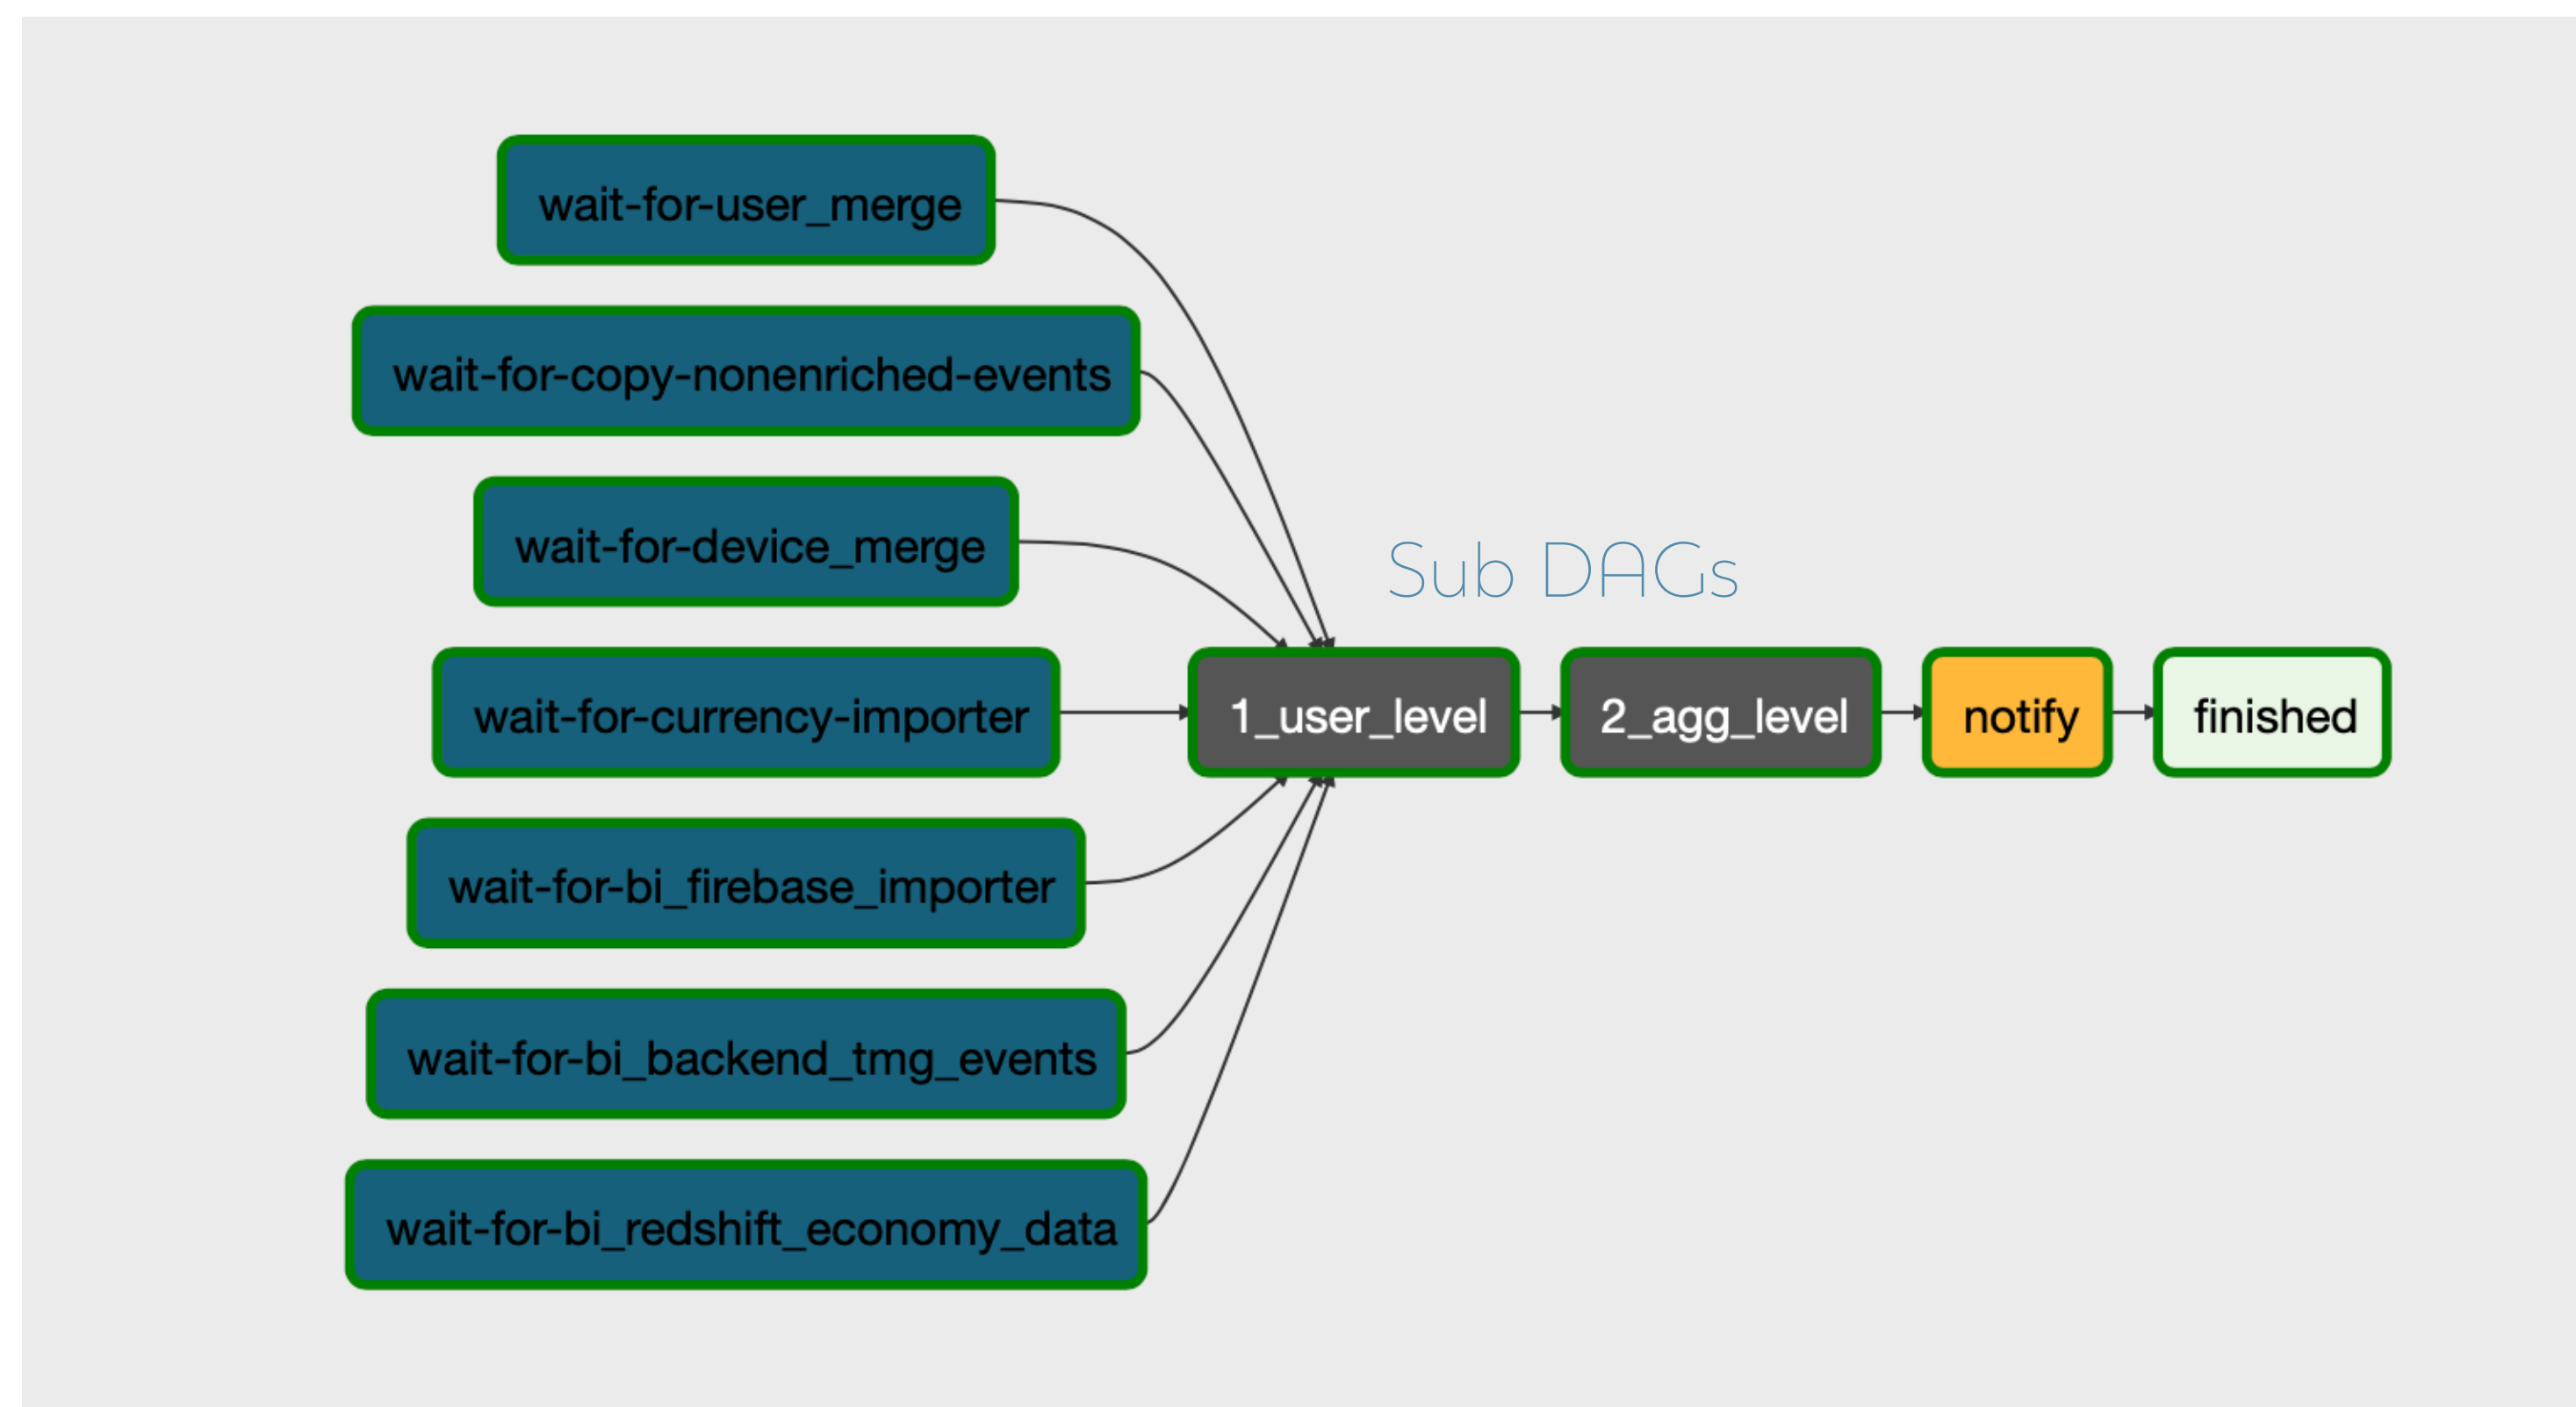 wait-for-user_merge
wait-for-copy-nonenriched-events
wait-for-device_merge
Sub DAGs
wait-for-currency-importer
1_user_level
2_agg_level
notify
finished
wait-for-bi_firebase_importer
wait-for-bi_backend_tmg_events
wait-for-bi_redshift_economy_data